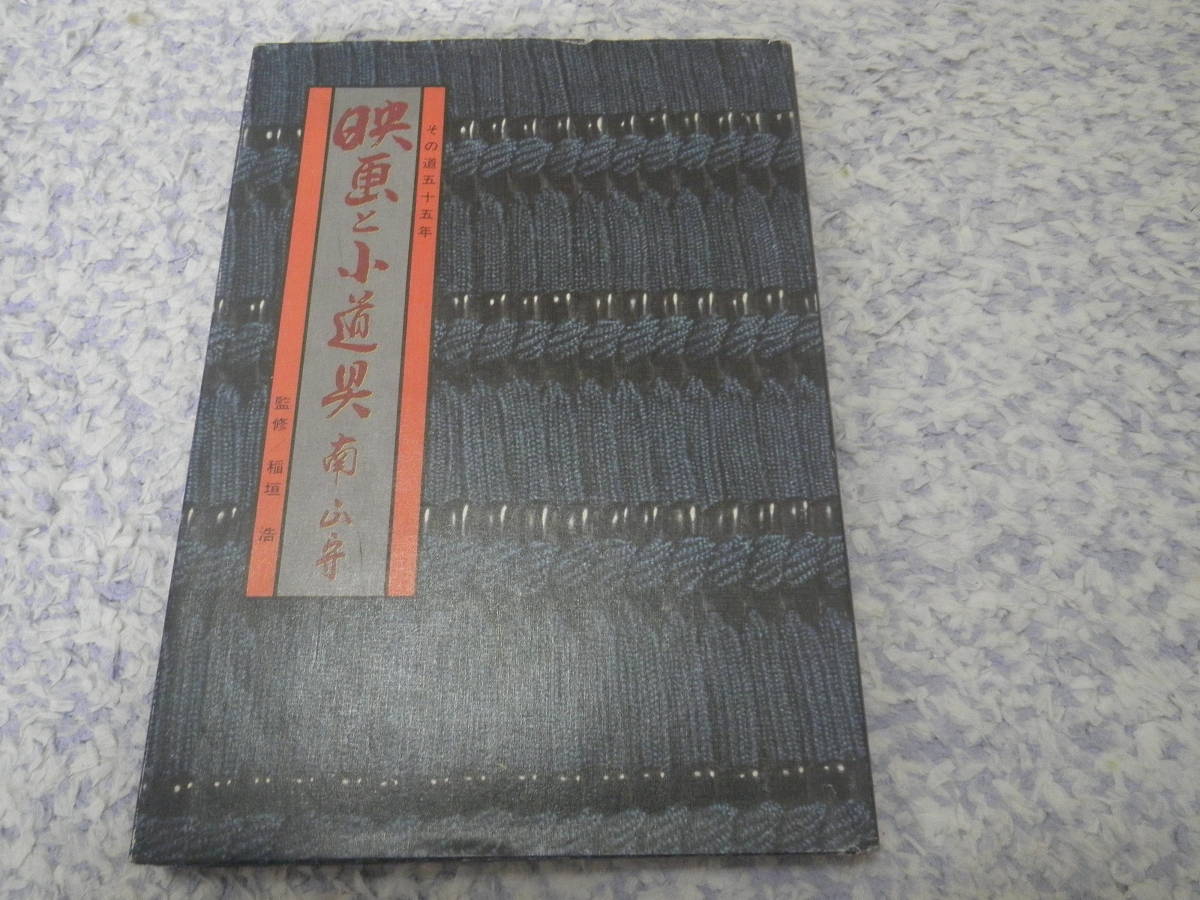 その道五十五年
映画と小道具 南山守
監修 稲垣 浩